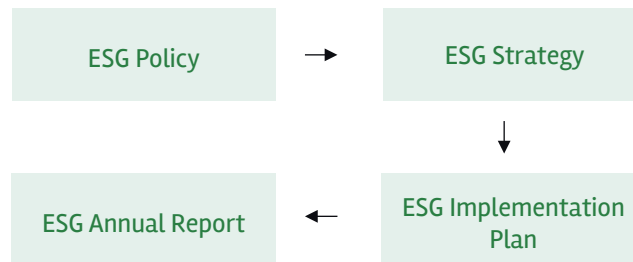 ESG Policy
ESG Strategy
ESG Annual Report
ESG Implementation
Plan